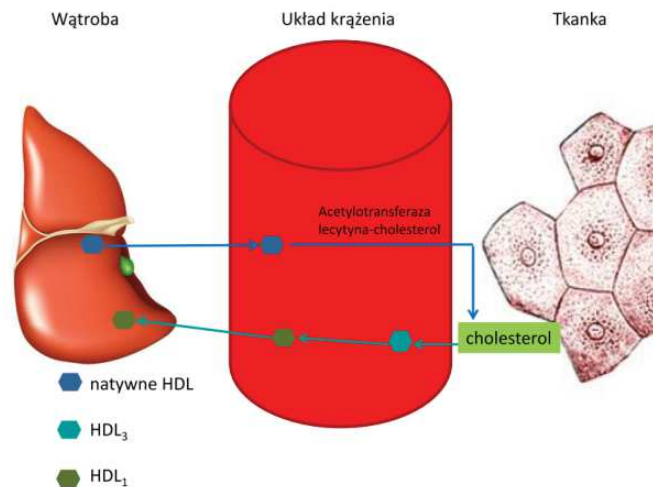 Wątroba
Układ krążenia
Tkanka
Acetylotransferaza
lecytyna-cholesterol
cholesterol
natywne HDL
HDL₃
HDL₁